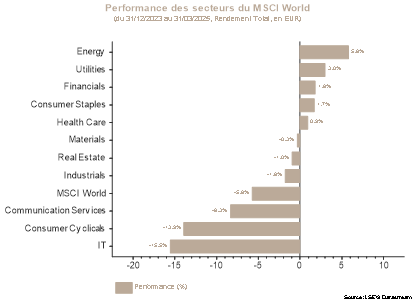 Performance des secteurs du MSCI World
(du 31/12/2023 au 31/03/2025, Rendement Total, en EUR)
Energy 5.8%
Utilities 3.0%
Financials 1.8%
Consumer Staples 1.7%
Health Care 0.9%
Materials -0.3%
Real Estate -1.0%
Industrials -1.8%
MSCI World -5.8%
Communication Services -8.3%
Consumer Cyclicals -13.9%
IT -15.5%
-20 -15 -10 -5 0 5 10
Performance (%)
Source: LSEG Datastream